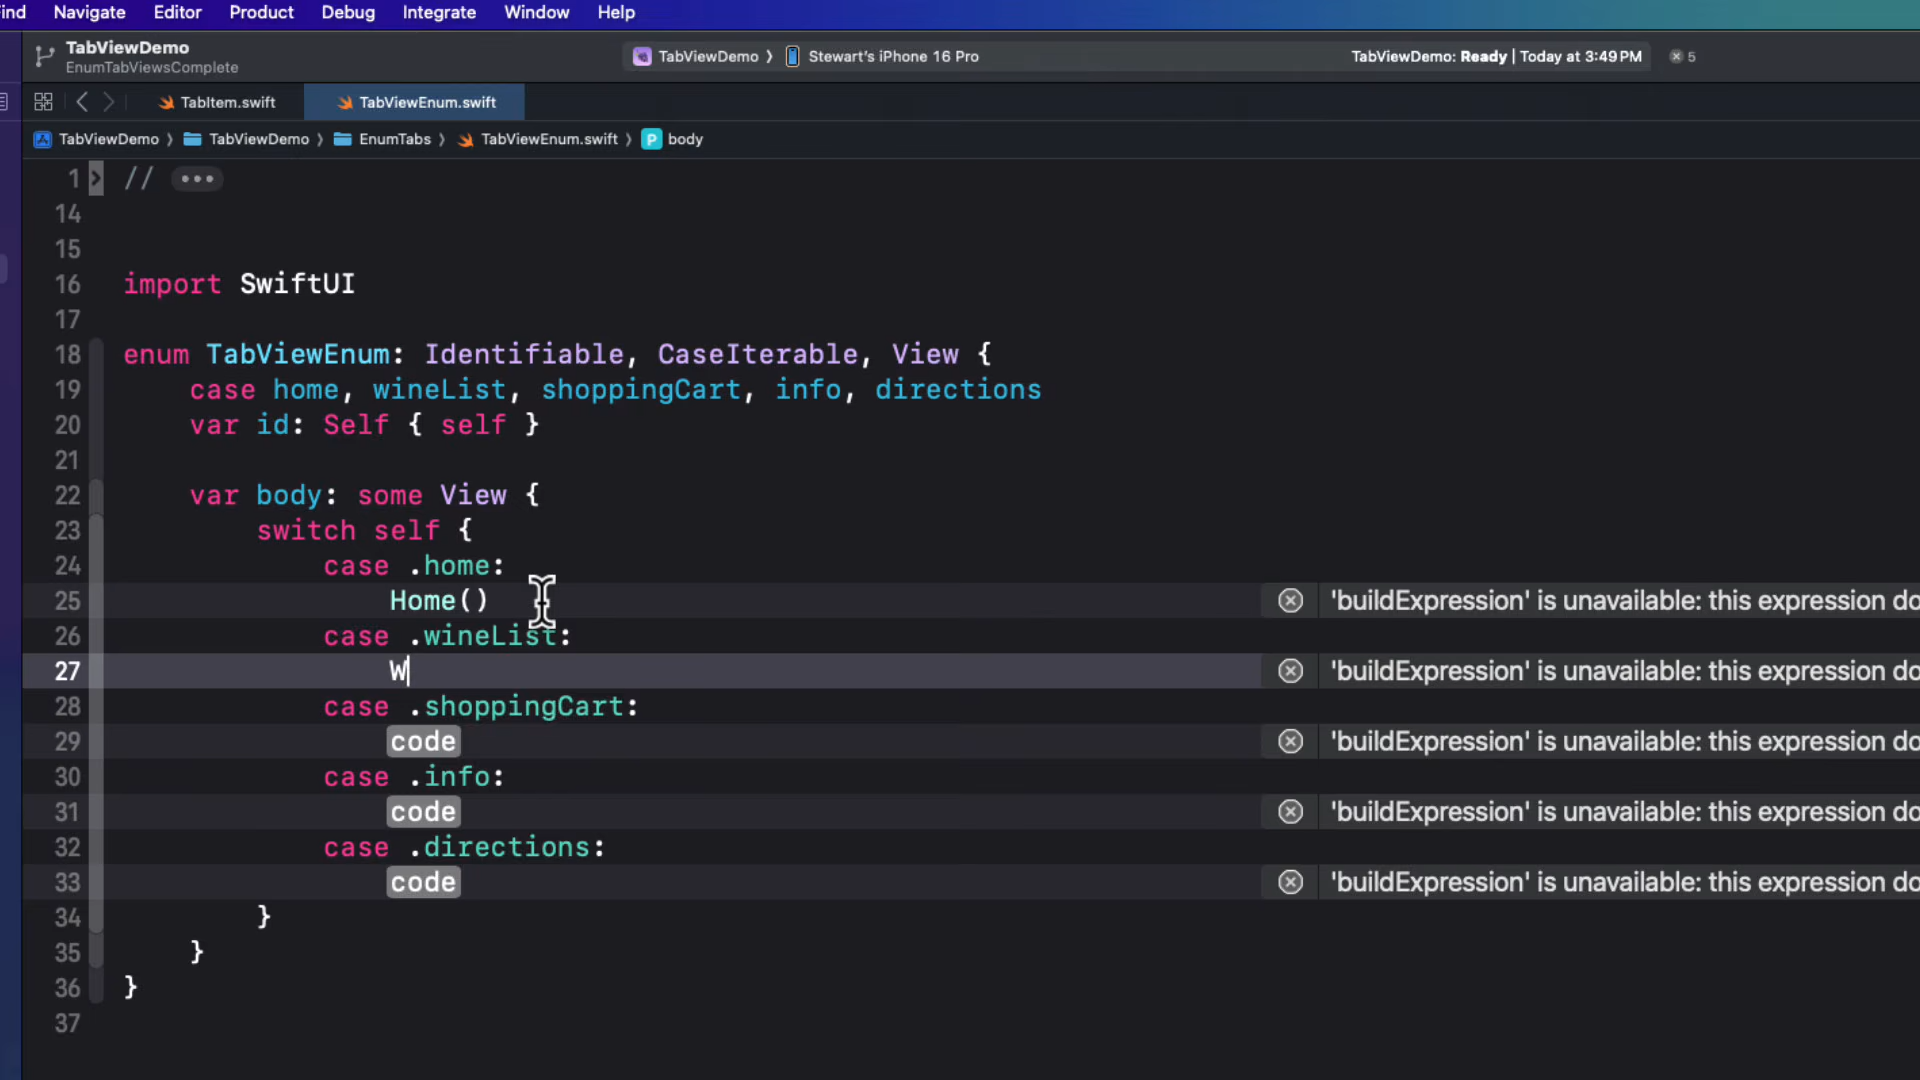 ind Navigate Editor Product Debug Integrate Window Help
TabViewDemo
EnumTabViewsComplete
TabViewDemo 〉 Stewart's iPhone 16 Pro
TabViewDemo: Ready | Today at 3:49 PM
5
TabItem.swift
TabViewEnum.swift
TabViewDemo 〉 TabViewDemo 〉 EnumTabs 〉 TabViewEnum.swift 〉 P body
1 // •••
14
15
16 import SwiftUI
17
18 enum TabViewEnum: Identifiable, CaseIterable, View {
19 case home, wineList, shoppingCart, info, directions
20 var id: Self { self }
21
22 var body: some View {
23 switch self {
24 case .home:
25 Home() 'buildExpression' is unavailable: this expression do
26 case .wineList:
27 W 'buildExpression' is unavailable: this expression do
28 case .shoppingCart:
29 code 'buildExpression' is unavailable: this expression do
30 case .info:
31 code 'buildExpression' is unavailable: this expression do
32 case .directions:
33 code 'buildExpression' is unavailable: this expression do
34 }
35 }
36 }
37